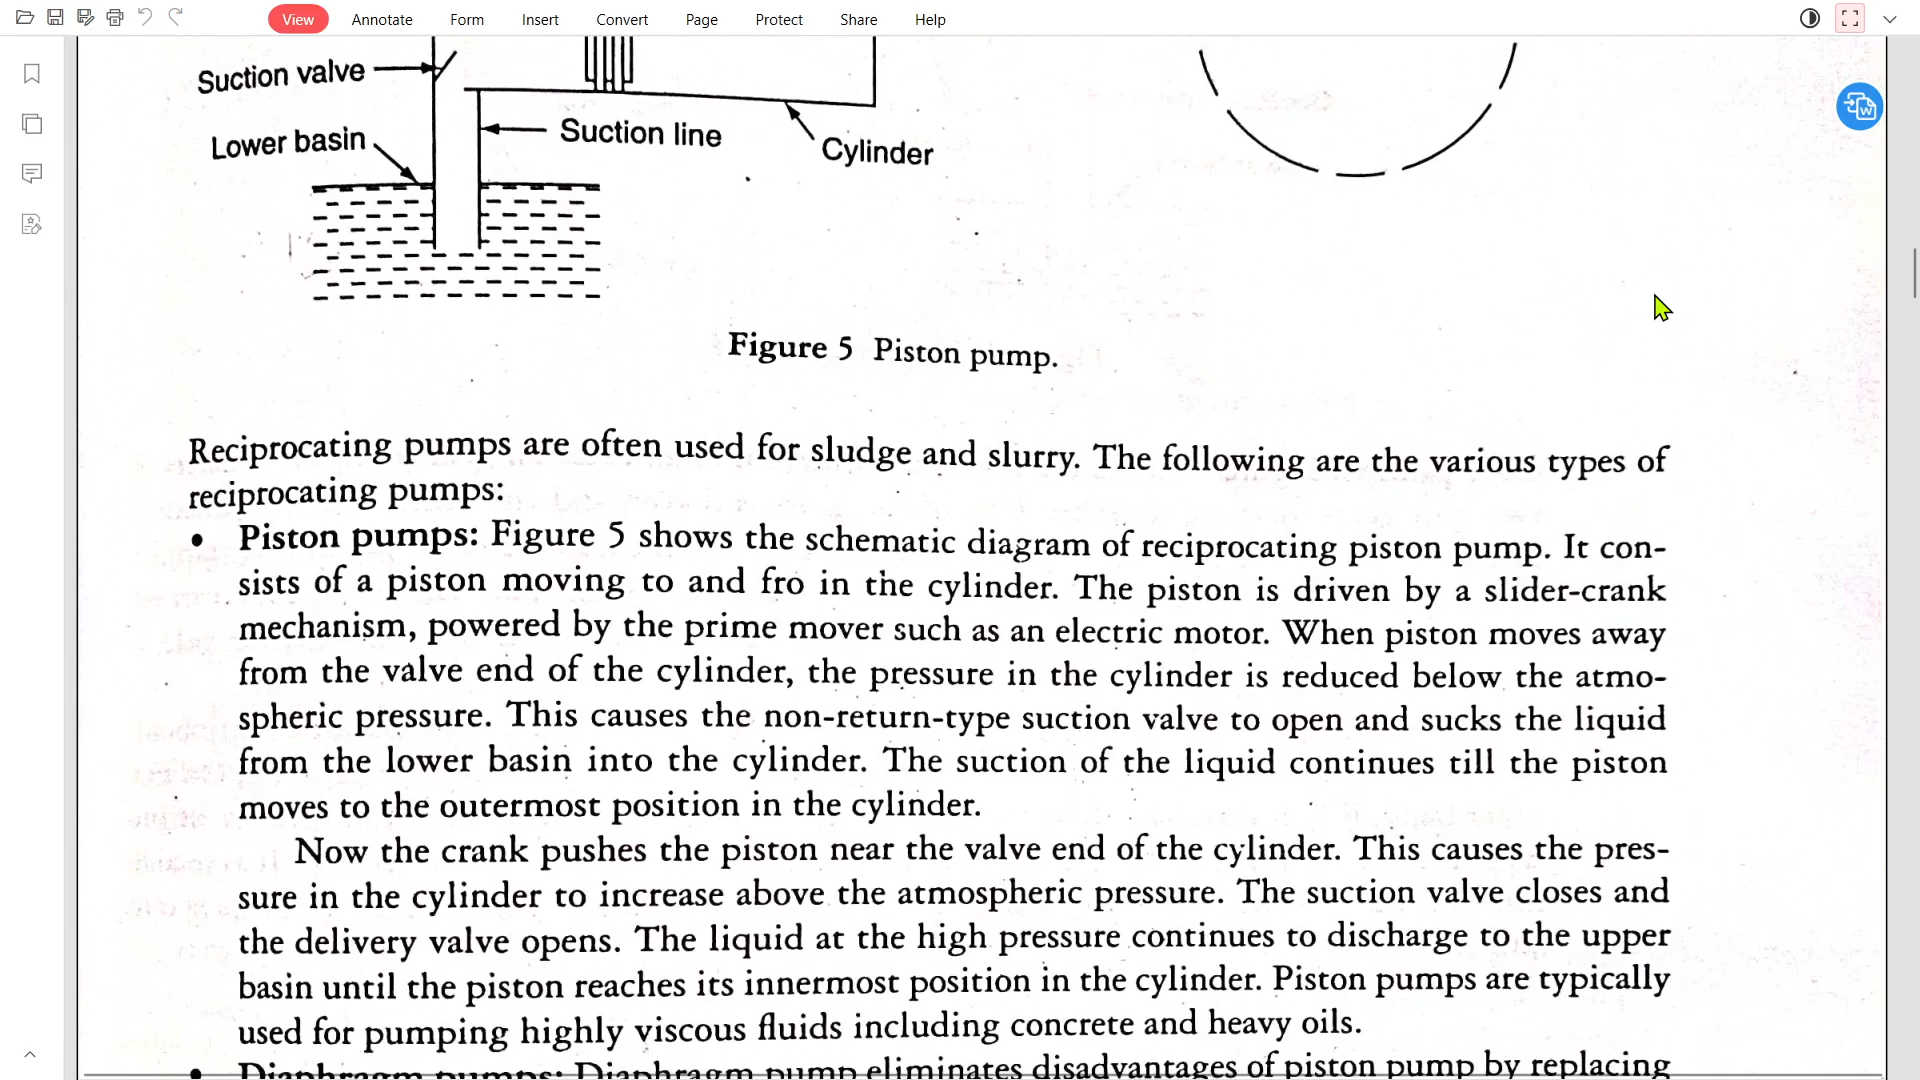 View Annotate Form Insert Convert Page Protect Share Help
Suction valve
Suction line
Lower basin
Cylinder
Figure 5 Piston pump.
Reciprocating pumps are often used for sludge and slurry. The following are the various types of
reciprocating pumps:
• Piston pumps: Figure 5 shows the schematic diagram of reciprocating piston pump. It con-
sists of a piston moving to and fro in the cylinder. The piston is driven by a slider-crank
mechanism, powered by the prime mover such as an electric motor. When piston moves away
from the valve end of the cylinder, the pressure in the cylinder is reduced below the atmo-
spheric pressure. This causes the non-return-type suction valve to open and sucks the liquid
from the lower basin into the cylinder. The suction of the liquid continues till the piston
moves to the outermost position in the cylinder.
Now the crank pushes the piston near the valve end of the cylinder. This causes the pres-
sure in the cylinder to increase above the atmospheric pressure. The suction valve closes and
the delivery valve opens. The liquid at the high pressure continues to discharge to the upper
basin until the piston reaches its innermost position in the cylinder. Piston pumps are typically
used for pumping highly viscous fluids including concrete and heavy oils.
• Diaphragm pumps: Diaphragm pump eliminates disadvantages of piston pump by replacing